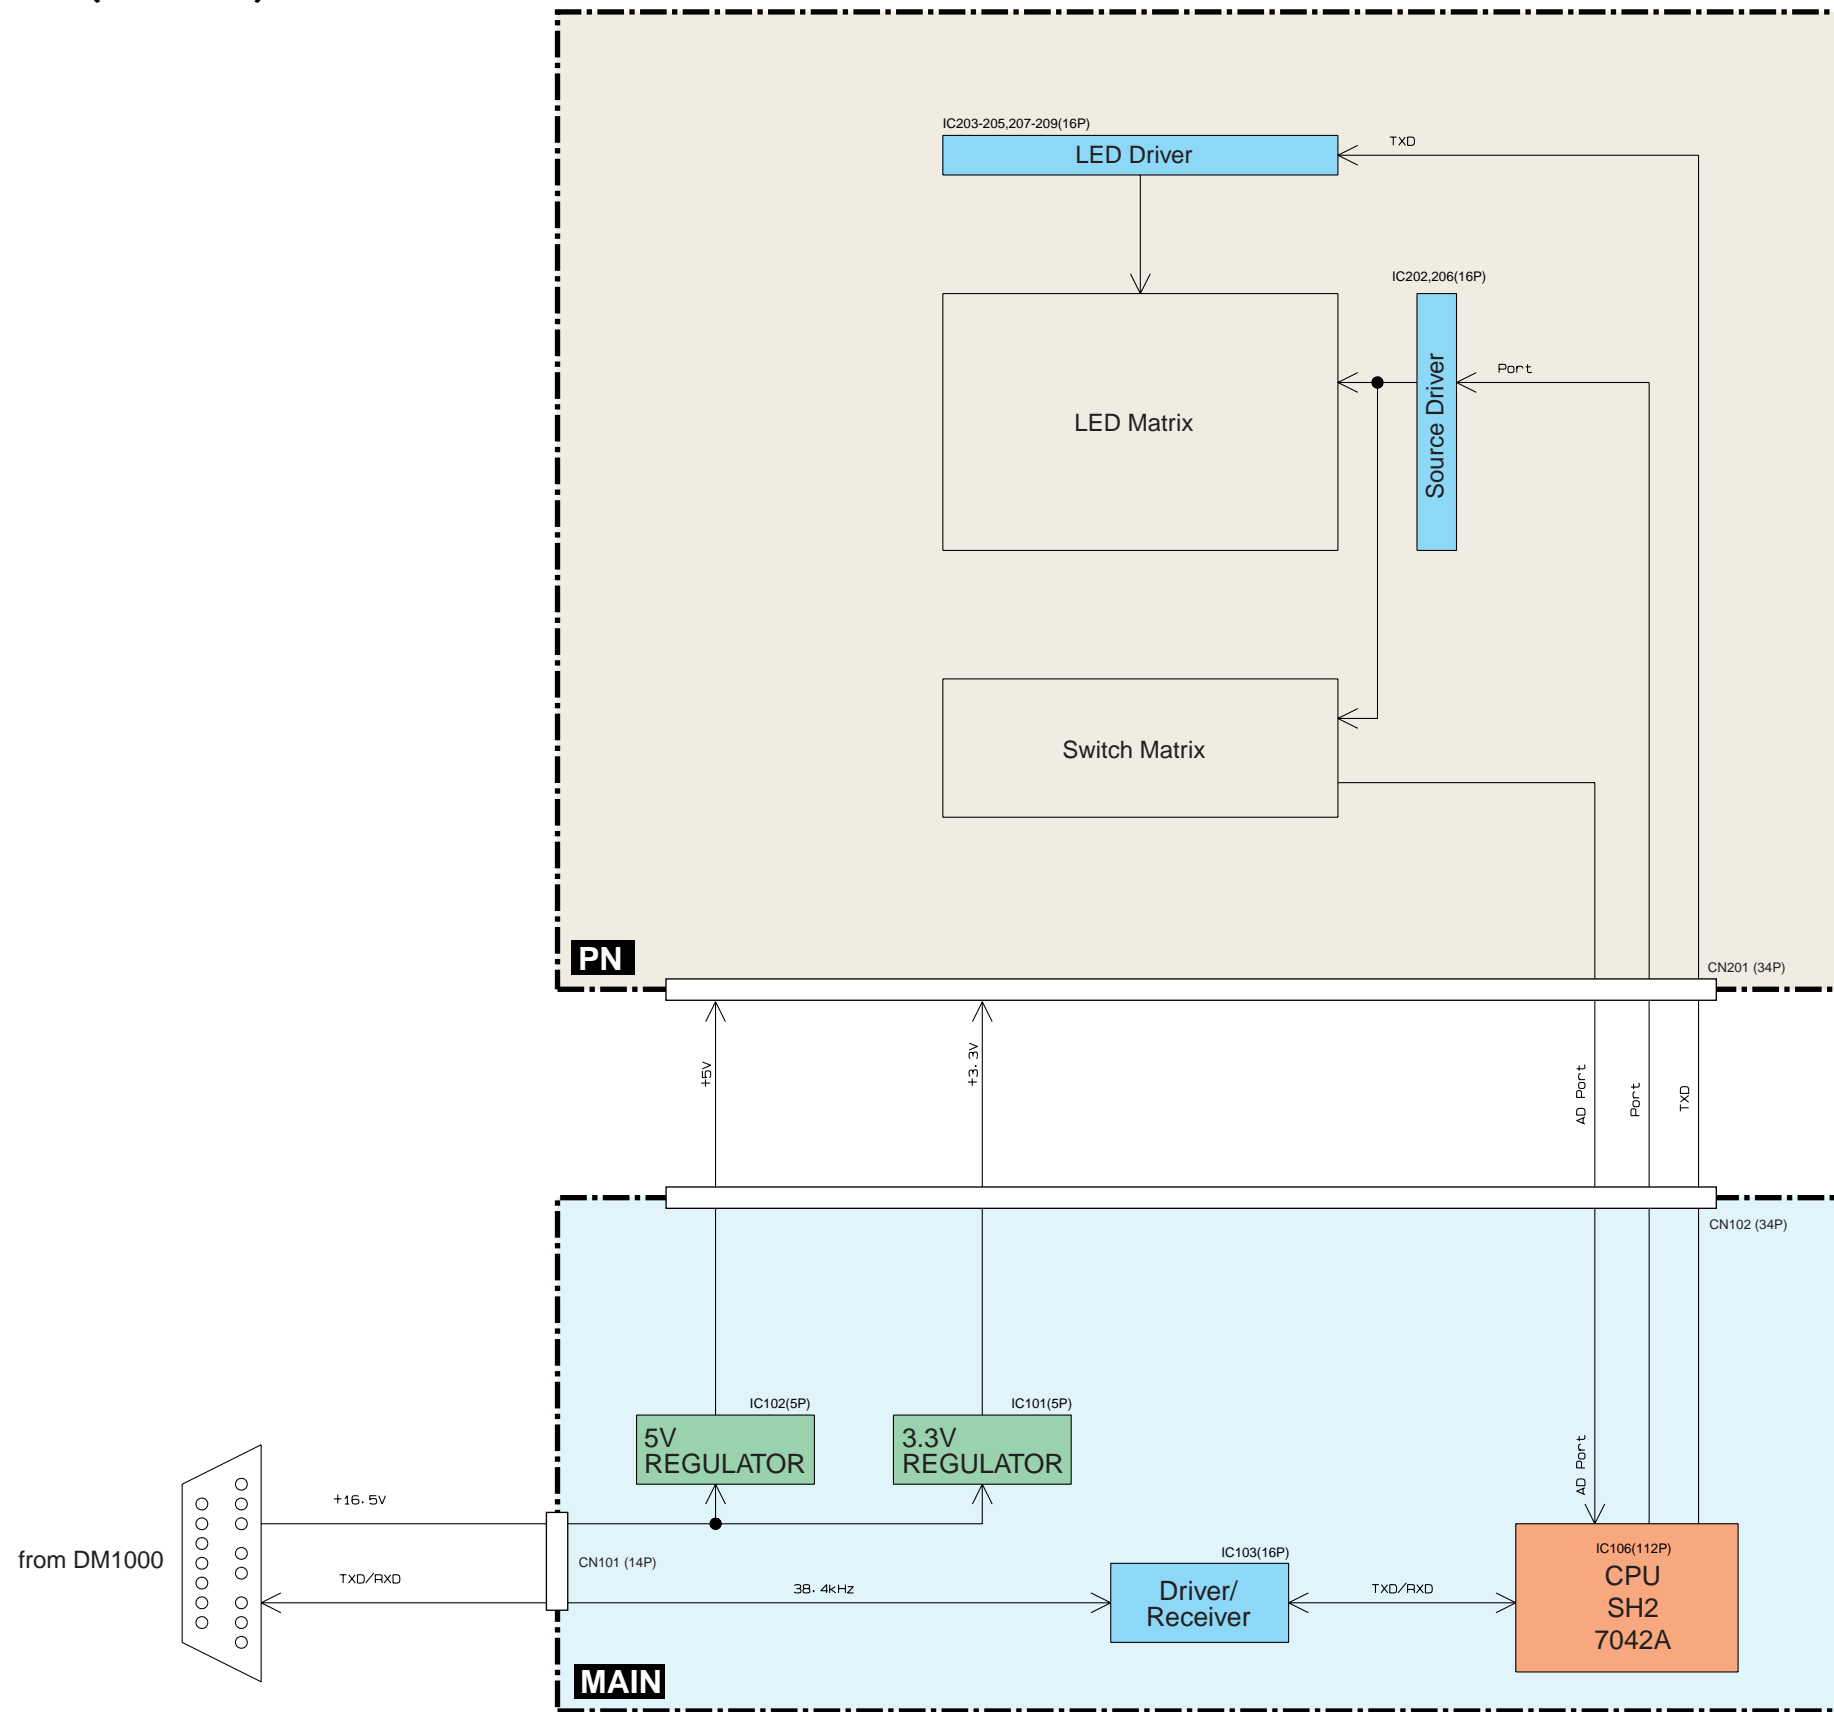 IC203-205,207-209(16P)
LED Driver
TXD
IC202,206(16P)
Source Driver
Port
LED Matrix
Switch Matrix
PN
CN201 (34P)
+5V
+3.3V
AD Port
Port
TXD
CN102 (34P)
IC102(5P)
5V
REGULATOR
IC101(5P)
3.3V
REGULATOR
AD Port
+16.5V
from DM1000
CN101 (14P)
TXD/RXD
38.4kHz
IC103(16P)
Driver/
Receiver
TXD/RXD
IC106(112P)
CPU
SH2
7042A
MAIN